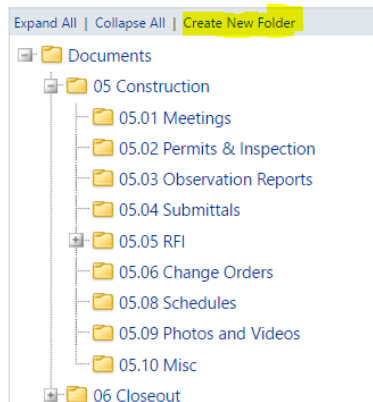 Expand All | Collapse All | Create New Folder
Documents
05 Construction
05.01 Meetings
05.02 Permits & Inspection
05.03 Observation Reports
05.04 Submittals
05.05 RFI
05.06 Change Orders
05.08 Schedules
05.09 Photos and Videos
05.10 Misc
06 Closeout